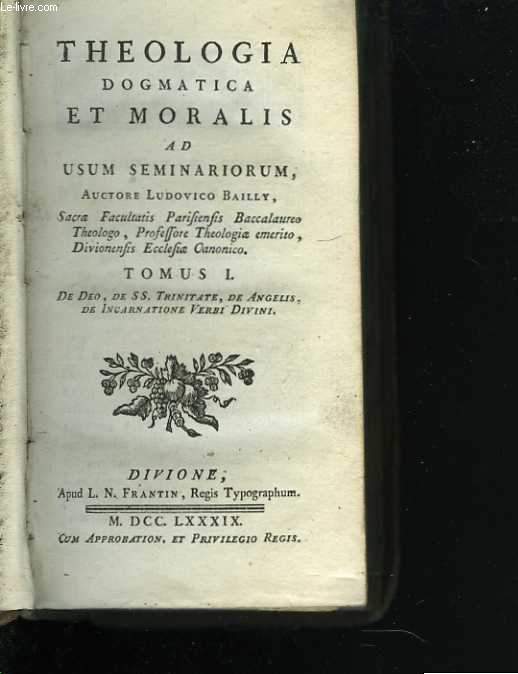 Le-livre.com
THEOLOGIA
DOGMATICA
ET MORALIS
AD
USUM SEMINARIORUM,
AUCTORE LUDOVICO BAILLY,
Sacræ Facultatis Parisiensis Baccalaureo
Theologo, Professore Theologiæ emerito,
Divionensis Ecclesiæ Canonico.
TOMUS I.
DE DEO, DE SS. TRINITATE, DE ANGELIS,
DE INCARNATIONE VERBI DIVINI.
DIVIONE,
Apud L. N. FRANTIN, Regis Typographum.
M. DCC. LXXXIX.
CUM APPROBATION, ET PRIVILEGIO REGIS.